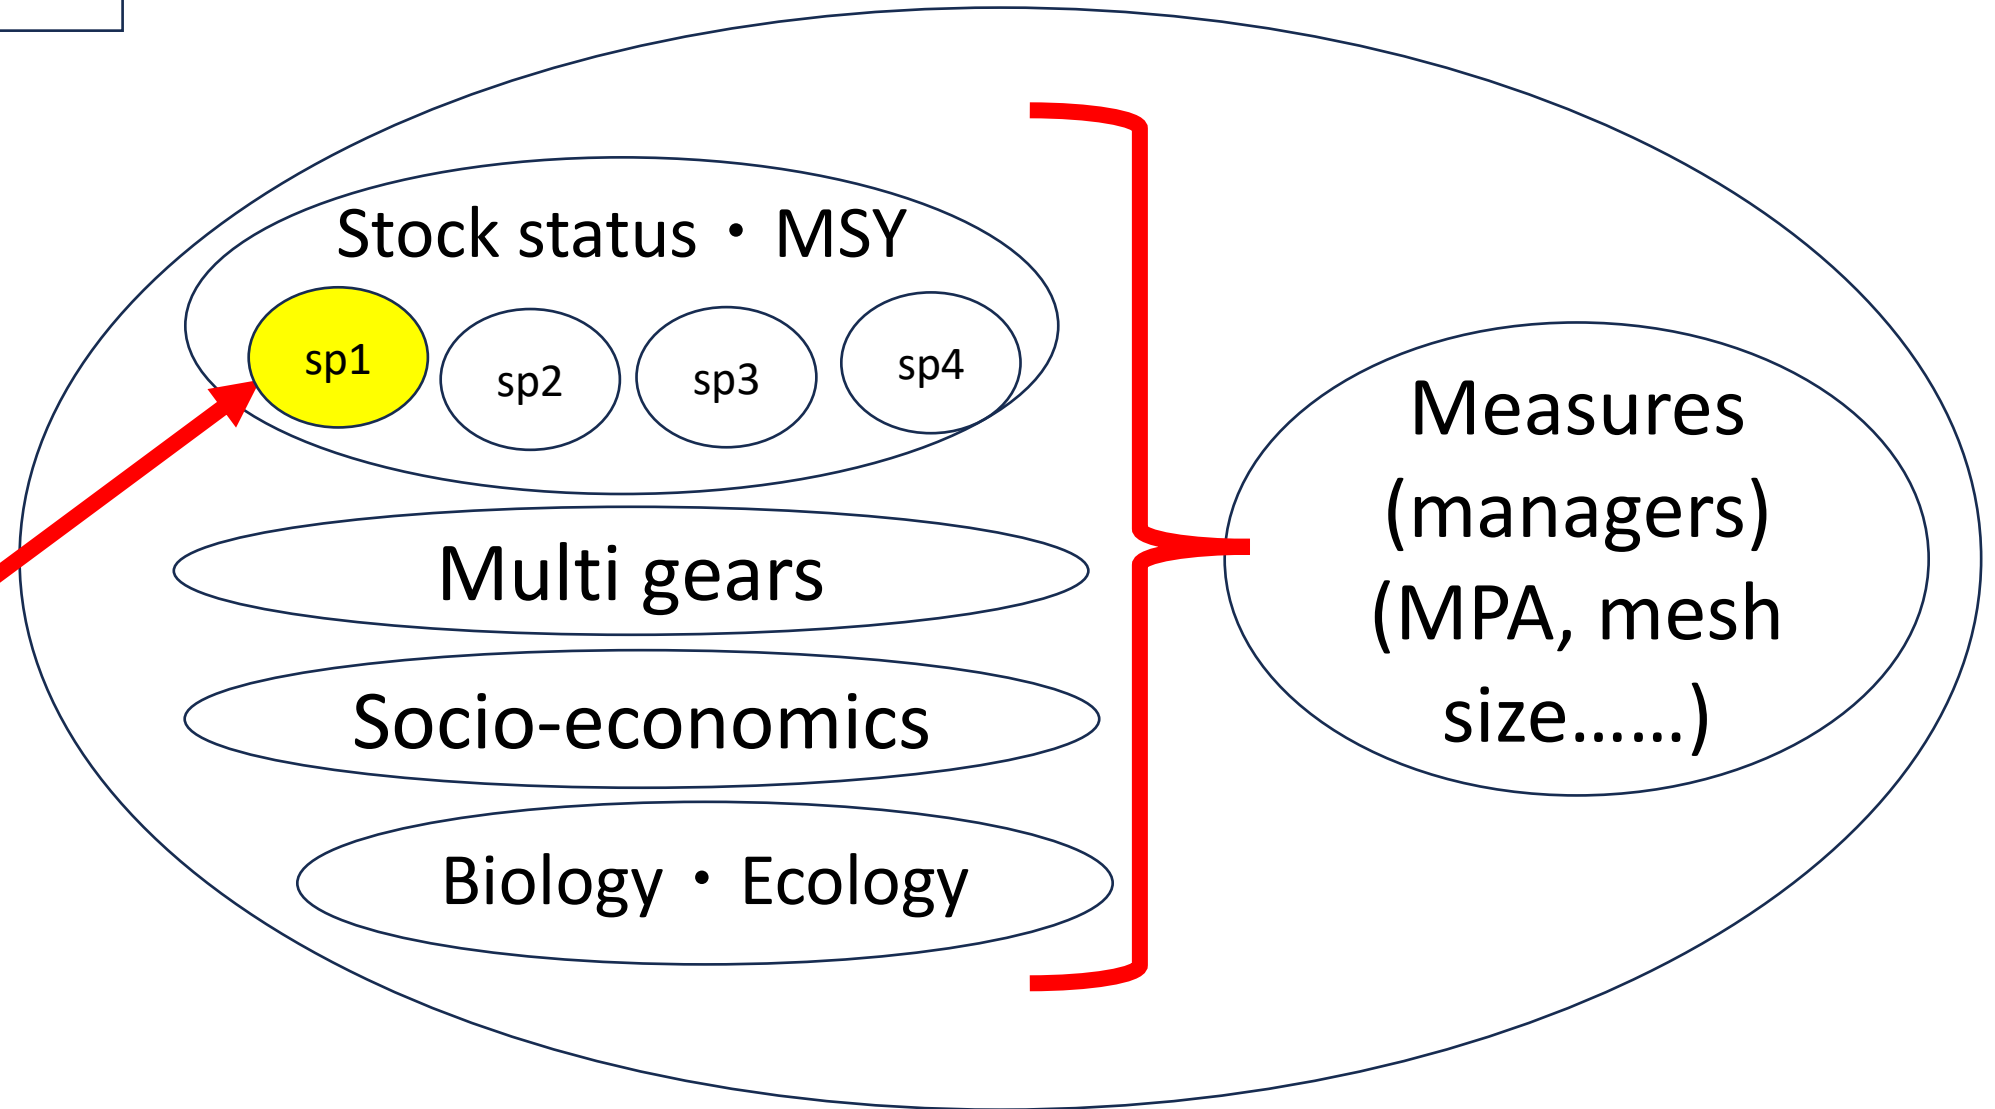 Stock status・MSY
sp1
sp2
sp3
sp4
Multi gears
Socio-economics
Biology・Ecology
Measures
(managers)
(MPA, mesh
size......)